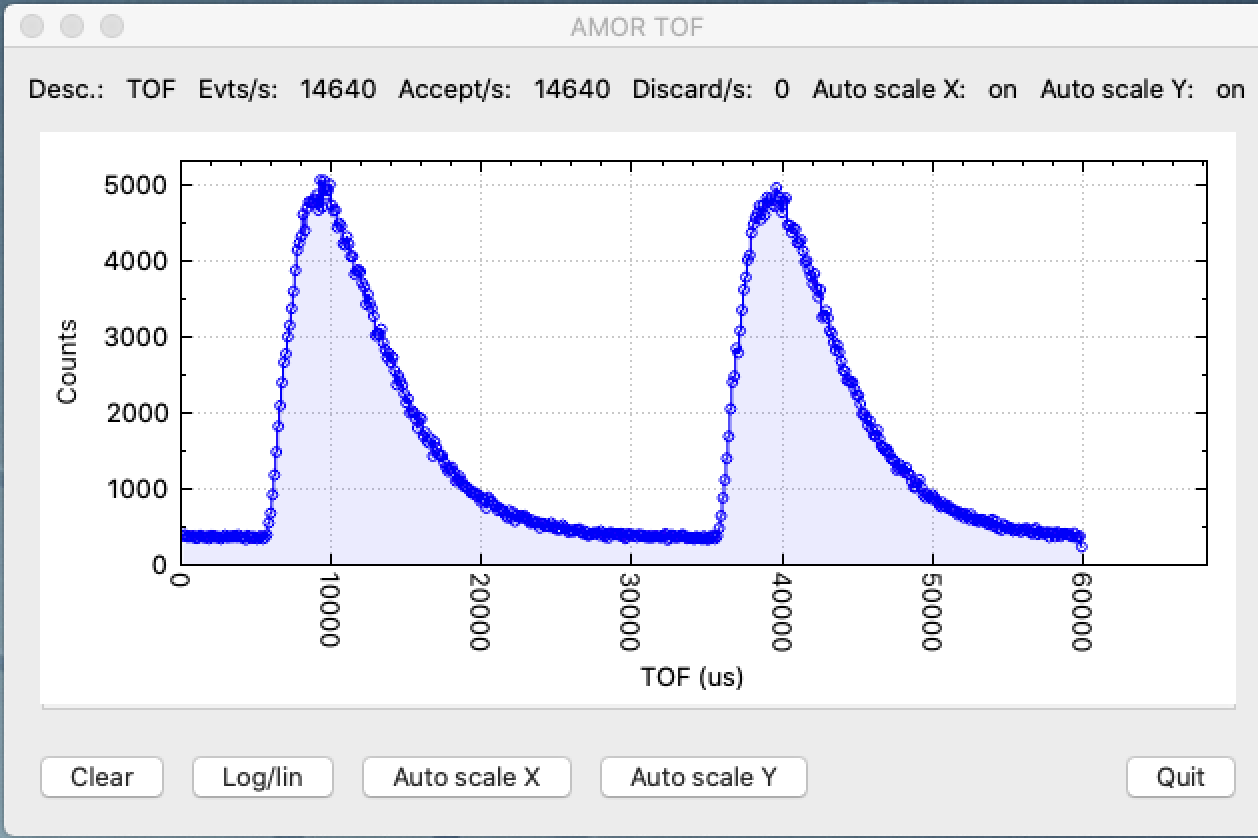 AMOR TOF
Desc.: TOF Evts/s: 14640 Accept/s: 14640 Discard/s: 0 Auto scale X: on Auto scale Y: on
5000
4000
3000
2000
1000
0
Counts
0 10000 20000 30000 40000 50000 60000
TOF (us)
Clear Log/lin Auto scale X Auto scale Y Quit